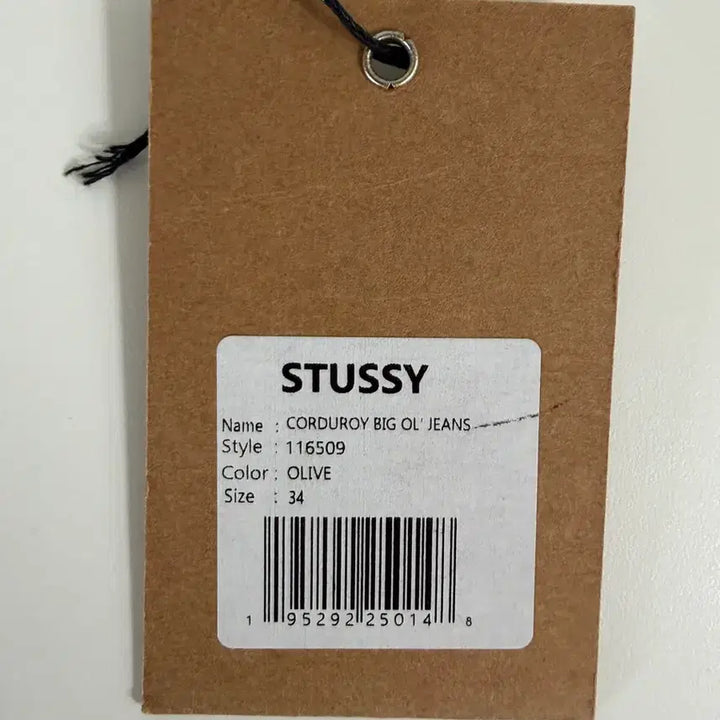 STUSSY
Name : CORDUROY BIG OL' JEANS
Style : 116509
Color : OLIVE
Size : 34
1 95292 25014 8